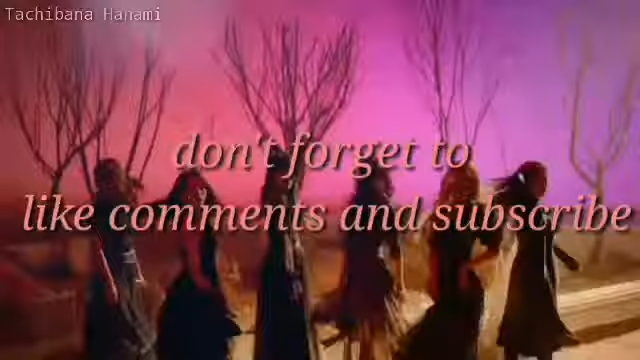 Tachibana Hanami
don't forget to
like comments and subscribe